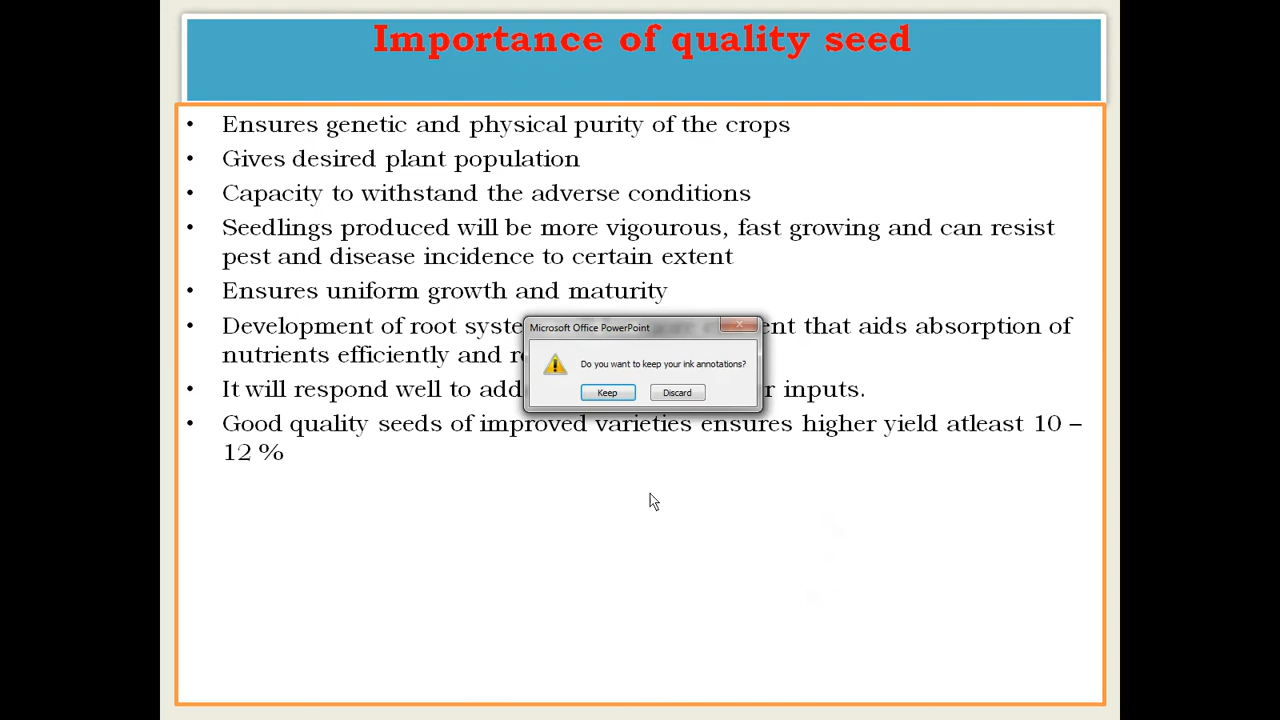 Importance of quality seed
• Ensures genetic and physical purity of the crops
• Gives desired plant population
• Capacity to withstand the adverse conditions
• Seedlings produced will be more vigourous, fast growing and can resist
pest and disease incidence to certain extent
• Ensures uniform growth and maturity
• Development of root that aids absorption of
nutrients efficiently and
• It will respond well to inputs.
• Good quality seeds of improved varieties ensures higher yield atleast 10 –
12 %
Microsoft Office PowerPoint
Do you want to keep your ink annotations?
Keep Discard